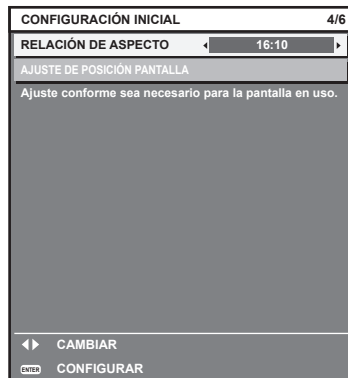 CONFIGURACIÓN INICIAL 4/6
RELACIÓN DE ASPECTO 16:10
AJUSTE DE POSICIÓN PANTALLA
Ajuste conforme sea necesario para la pantalla en uso.
CAMBIAR
ENTER CONFIGURAR